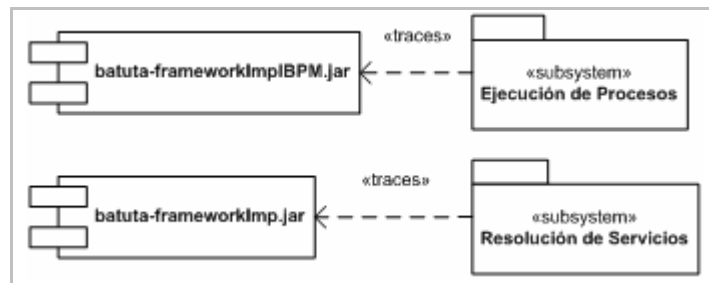 «traces»
batuta-frameworkImplBPM.jar
«subsystem»
Ejecución de Procesos
«traces»
batuta-frameworkImp.jar
«subsystem»
Resolución de Servicios